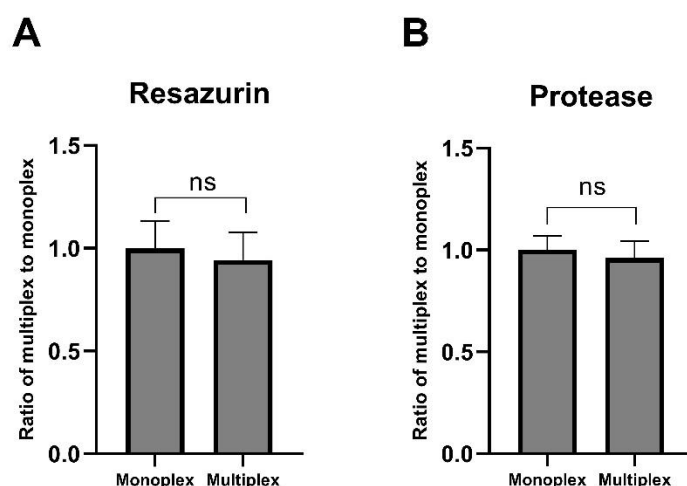 A
Resazurin
Ratio of multiplex to monoplex
1.5
1.0
0.5
0.0
ns
Monoplex Multiplex
B
Protease
Ratio of multiplex to monoplex
1.5
1.0
0.5
0.0
ns
Monoplex Multiplex